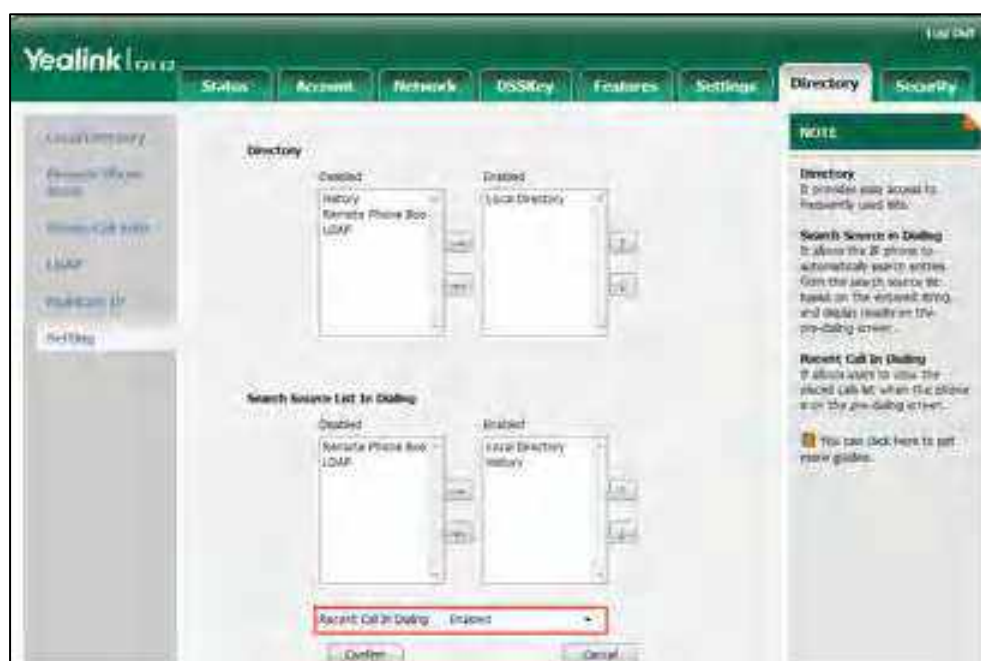 Log Out
Yealink
Status Account Network DSSKey Features Settings Directory Security
Local Directory
Remote Phone Book
Phone Call Info
LDAP
Multicast IP
Setting
Directory
Disabled Enabled
History
Remote Phone Boo
LDAP
Local Directory
Search Source List In Dialing
Disabled Enabled
Remote Phone Boo
LDAP
Local Directory
History
Recent Call In Dialing Enabled
Confirm Cancel
NOTE
Directory
It provides easy access to
frequently used lists.
Search Source in Dialing
It allows the IP phone to
automatically search entries
from the search source list
based on the entered string,
and display results on the
pre-dialing screen.
Recent Call In Dialing
It allows users to view the
placed calls list when the phone
is on the pre-dialing screen.
You can click here to get
more guides.